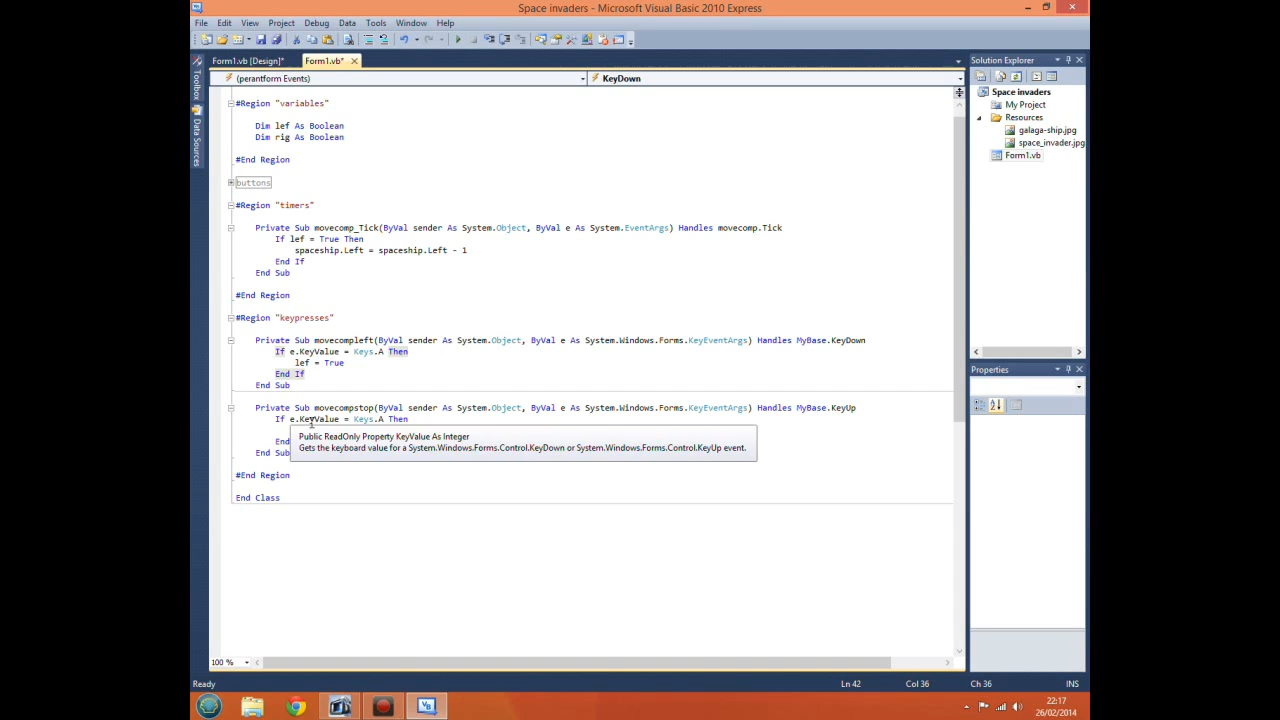 Space invaders - Microsoft Visual Basic 2010 Express
File Edit View Project Debug Data Tools Window Help
Form1.vb [Design]* Form1.vb*
(perantform Events) KeyDown
Toolbox
Data Sources
#Region "variables"
Dim lef As Boolean
Dim rig As Boolean
#End Region
buttons
#Region "timers"
Private Sub movecomp_Tick(ByVal sender As System.Object, ByVal e As System.EventArgs) Handles movecomp.Tick
If lef = True Then
spaceship.Left = spaceship.Left - 1
End If
End Sub
#End Region
#Region "keypresses"
Private Sub movecompleft(ByVal sender As System.Object, ByVal e As System.Windows.Forms.KeyEventArgs) Handles MyBase.KeyDown
If e.KeyValue = Keys.A Then
lef = True
End If
End Sub
Private Sub movecompstop(ByVal sender As System.Object, ByVal e As System.Windows.Forms.KeyEventArgs) Handles MyBase.KeyUp
If e.KeyValue = Keys.A Then
Public ReadOnly Property KeyValue As Integer
Gets the keyboard value for a System.Windows.Forms.Control.KeyDown or System.Windows.Forms.Control.KeyUp event.
End
End Sub
#End Region
End Class
100 %
Solution Explorer
Space invaders
My Project
Resources
galaga-ship.jpg
space_invader.jpg
Form1.vb
Properties
Ready Ln 42 Col 36 Ch 36 INS
22:17
26/02/2014